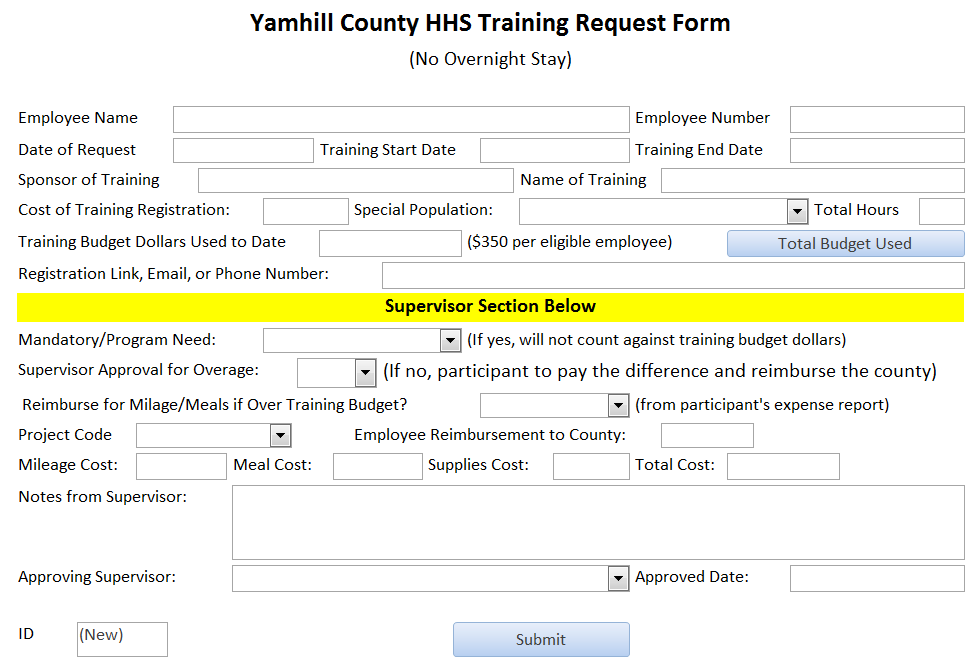 Yamhill County HHS Training Request Form
(No Overnight Stay)
Employee Name Employee Number
Date of Request Training Start Date Training End Date
Sponsor of Training Name of Training
Cost of Training Registration: Special Population: Total Hours
Training Budget Dollars Used to Date ($350 per eligible employee) Total Budget Used
Registration Link, Email, or Phone Number:
Supervisor Section Below
Mandatory/Program Need: (If yes, will not count against training budget dollars)
Supervisor Approval for Overage: (If no, participant to pay the difference and reimburse the county)
Reimburse for Milage/Meals if Over Training Budget? (from participant's expense report)
Project Code Employee Reimbursement to County:
Mileage Cost: Meal Cost: Supplies Cost: Total Cost:
Notes from Supervisor:
Approving Supervisor: Approved Date:
ID (New) Submit